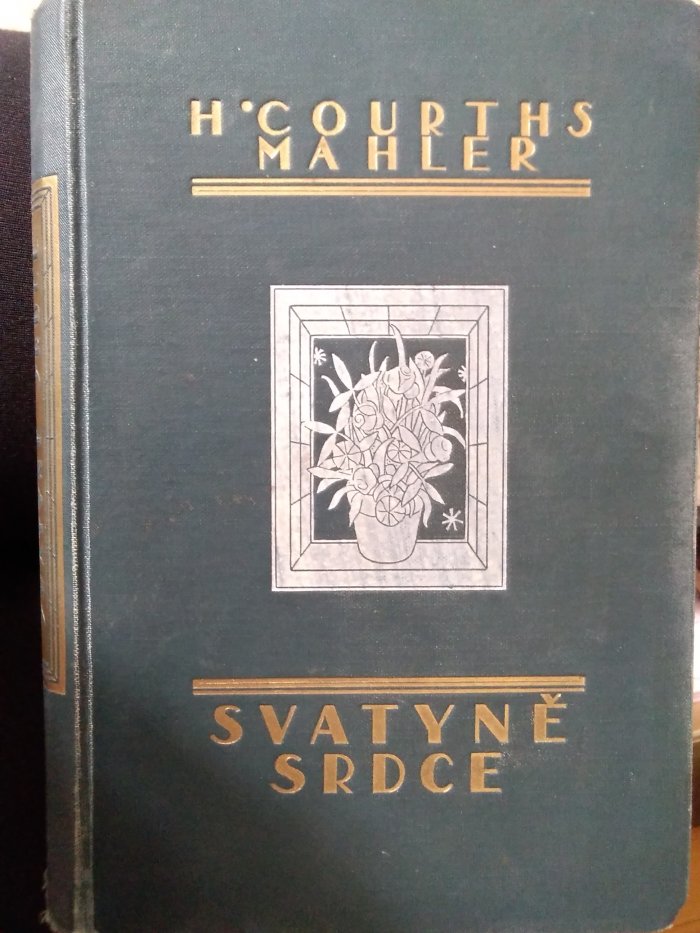 H·COURTHS
MAHLER
SVATYNĚ
SRDCE